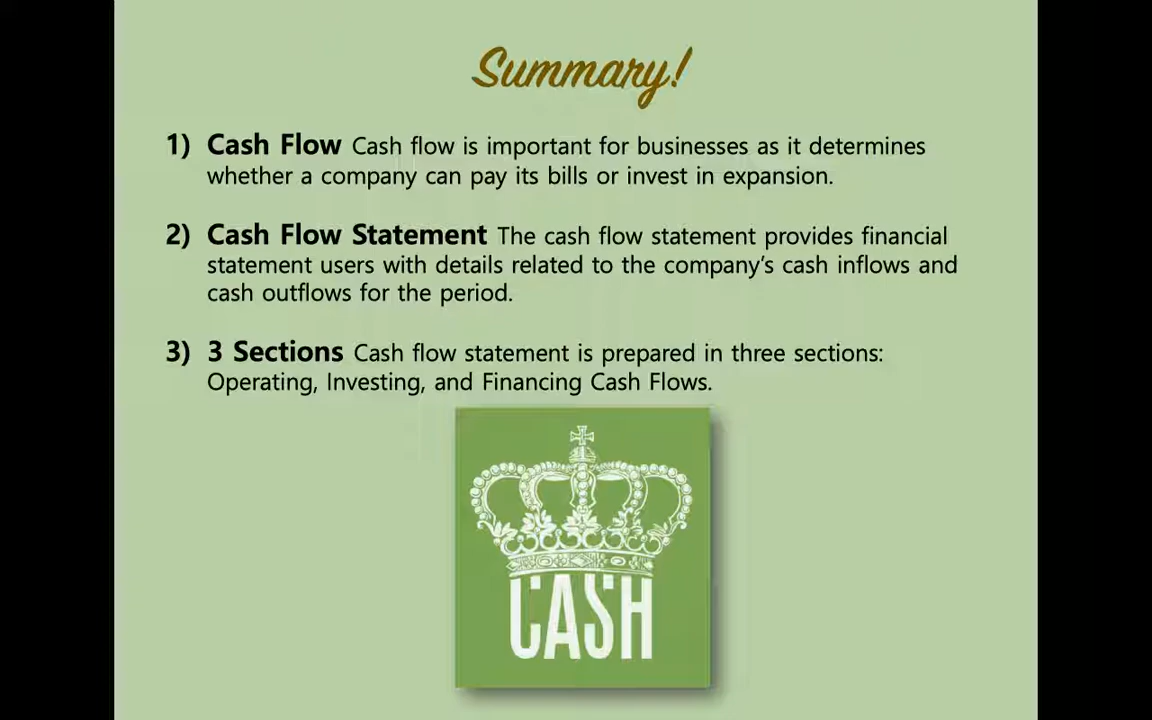 Summary!
1) Cash Flow Cash flow is important for businesses as it determines
whether a company can pay its bills or invest in expansion.
2) Cash Flow Statement The cash flow statement provides financial
statement users with details related to the company’s cash inflows and
cash outflows for the period.
3) 3 Sections Cash flow statement is prepared in three sections:
Operating, Investing, and Financing Cash Flows.
CASH